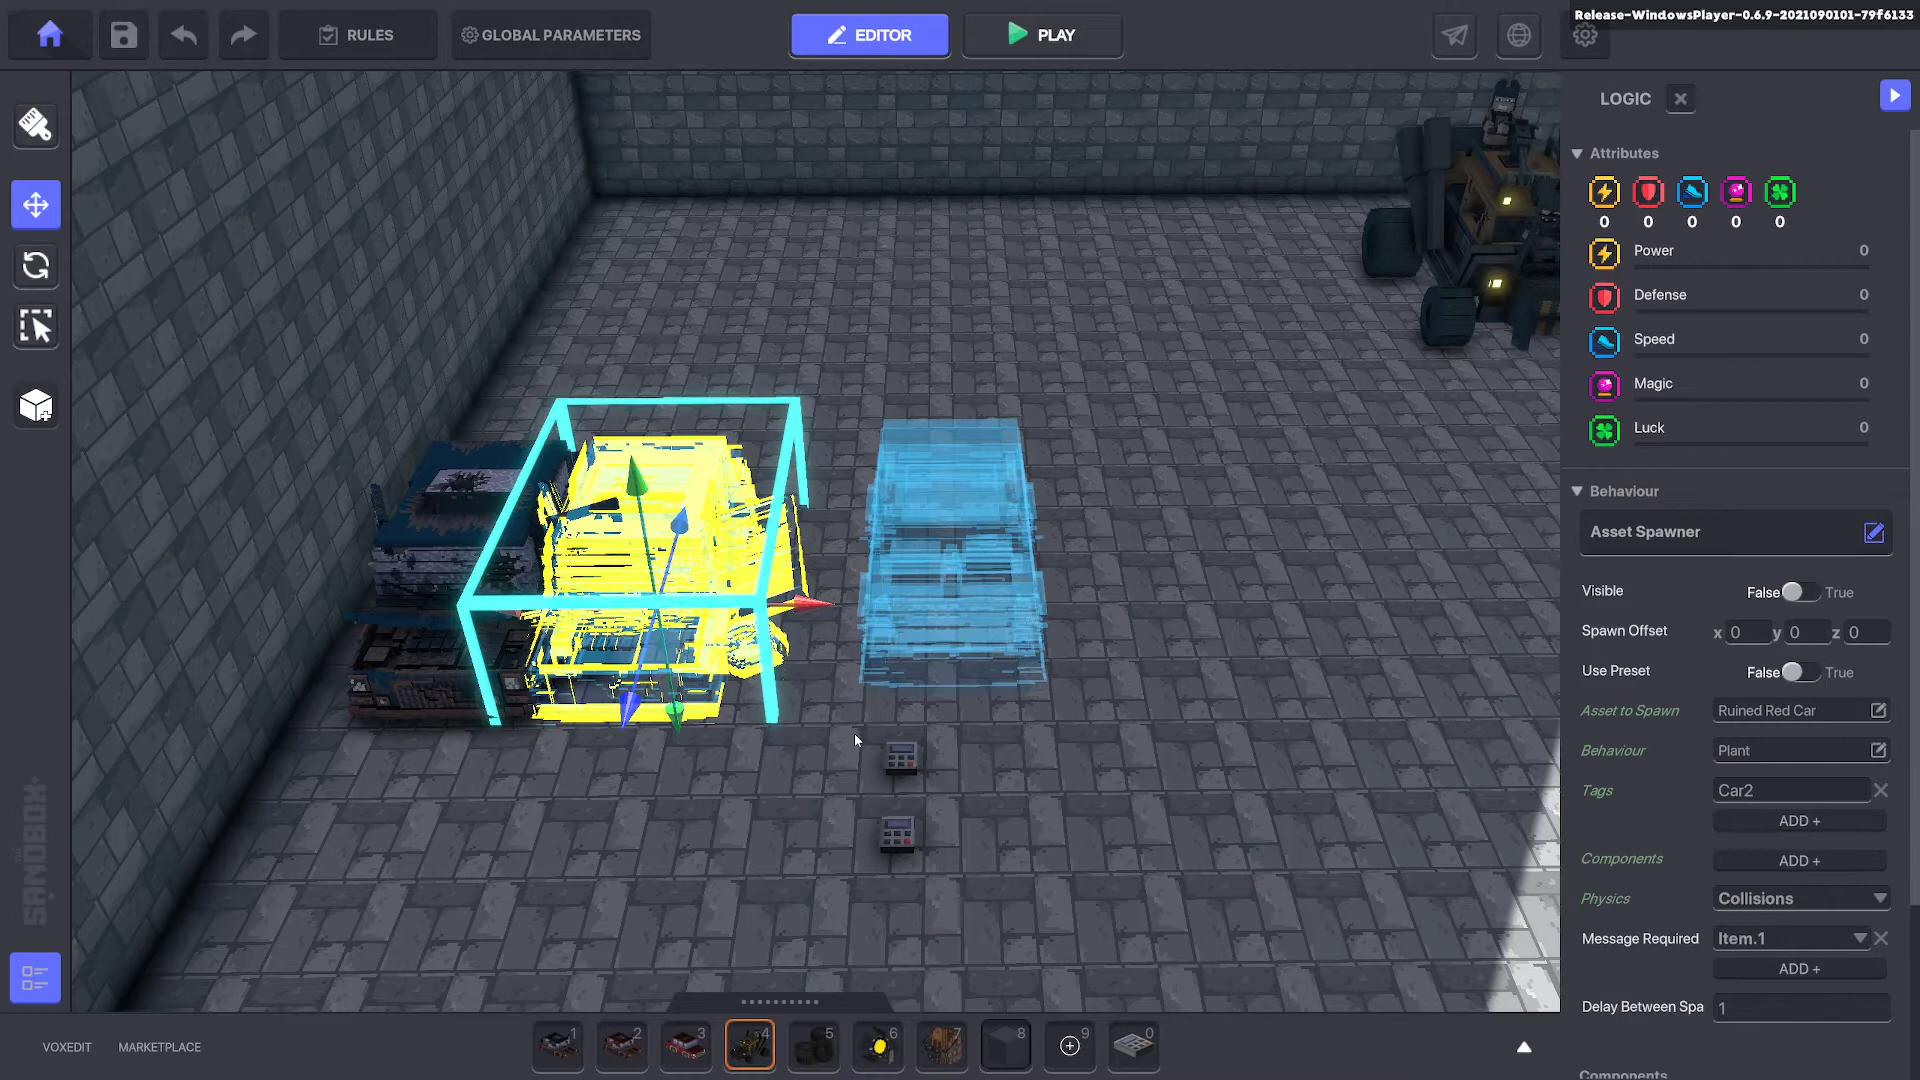 Release-WindowsPlayer-0.6.9-2021090101-79f6133
RULES
GLOBAL PARAMETERS
EDITOR
PLAY
LOGIC
Attributes
0 0 0 0 0
Power 0
Defense 0
Speed 0
Magic 0
Luck 0
Behaviour
Asset Spawner
Visible False True
Spawn Offset x 0 y 0 z 0
Use Preset False True
Asset to Spawn Ruined Red Car
Behaviour Plant
Tags Car2
ADD +
Components ADD +
Physics Collisions
Message Required Item.1
ADD +
Delay Between Spa 1
Components
THE SANDBOX
VOXEDIT MARKETPLACE
1 2 3 4 5 6 7 8 9 0